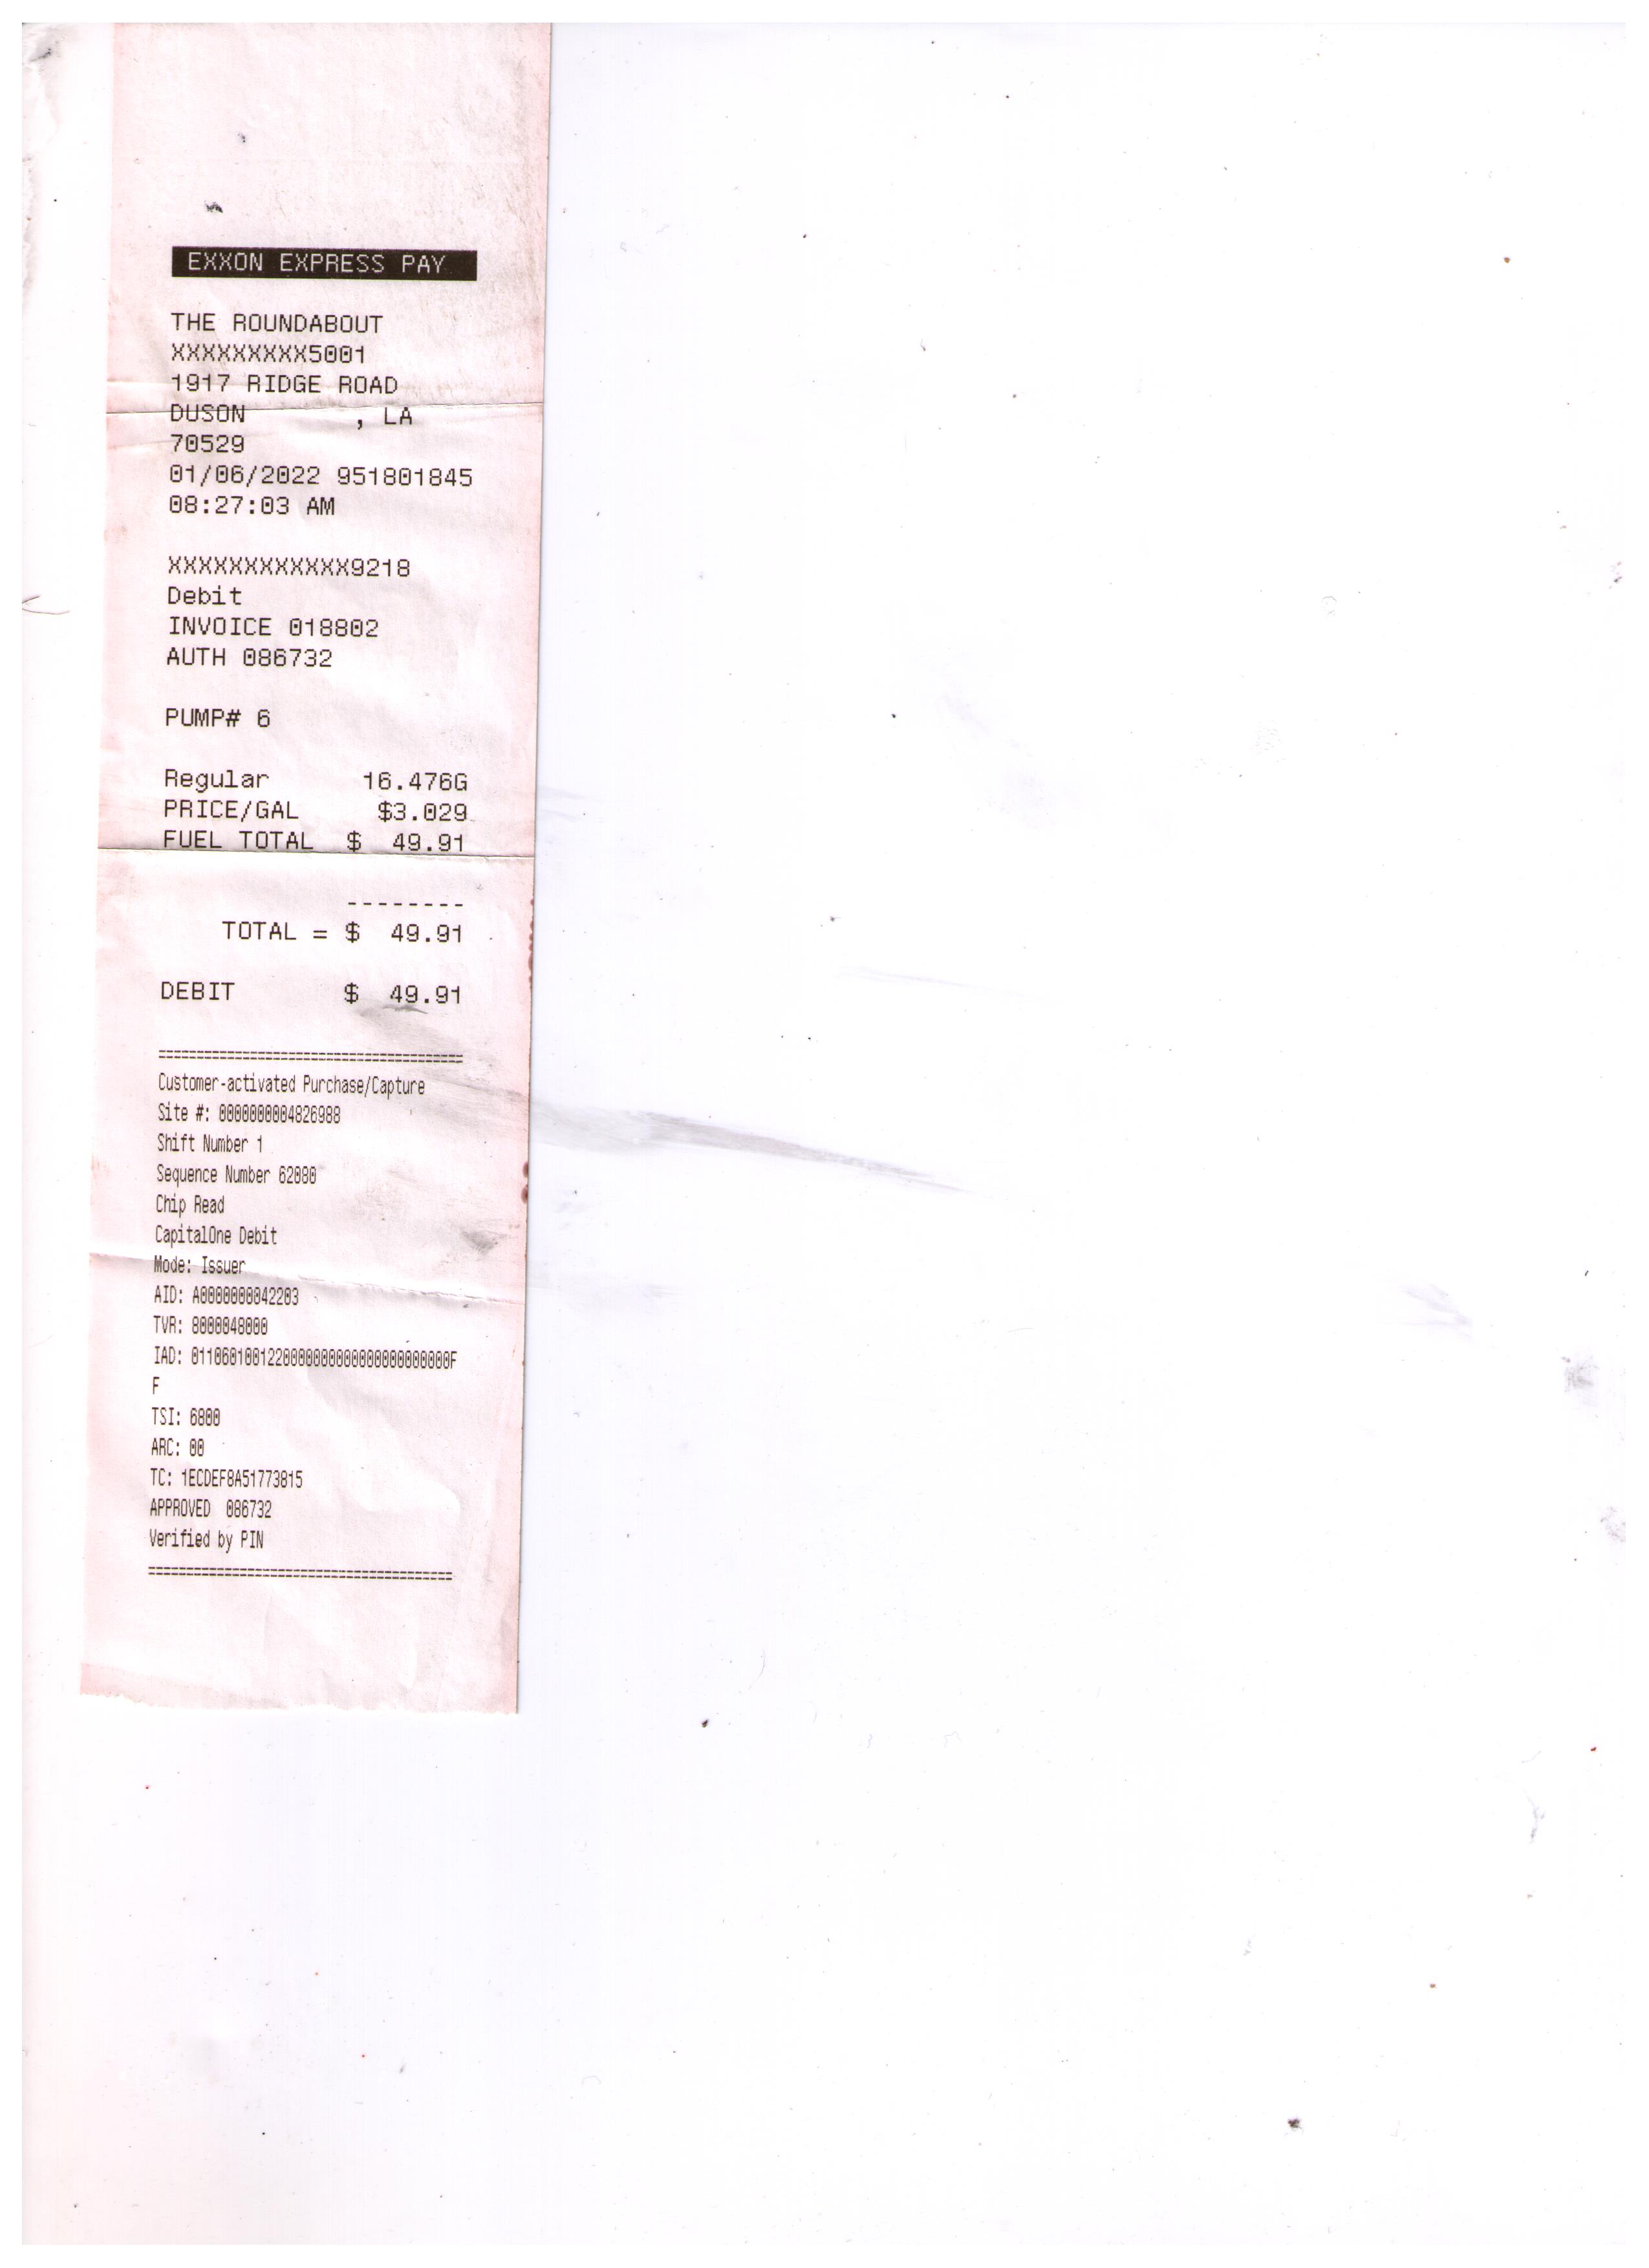 EXXON EXPRESS PAY
THE ROUNDABOUT
XXXXXXXXX5001
1917 RIDGE ROAD
DUSON , LA
70529
01/06/2022 951801845
08:27:03 AM
XXXXXXXXXXXX9218
Debit
INVOICE 018802
AUTH 086732
PUMP# 6
Regular 16.476G
PRICE/GAL $3.029
FUEL TOTAL $ 49.91
--------
TOTAL = $ 49.91
DEBIT $ 49.91
========================================
Customer-activated Purchase/Capture
Site #: 0000000004826988
Shift Number 1
Sequence Number 62080
Chip Read
CapitalOne Debit
Mode: Issuer
AID: A0000000042203
TVR: 8000048000
IAD: 0110601001220000000000000000000000F
F
TSI: 6800
ARC: 00
TC: 1ECDEF8A51773815
APPROVED 086732
Verified by PIN
========================================